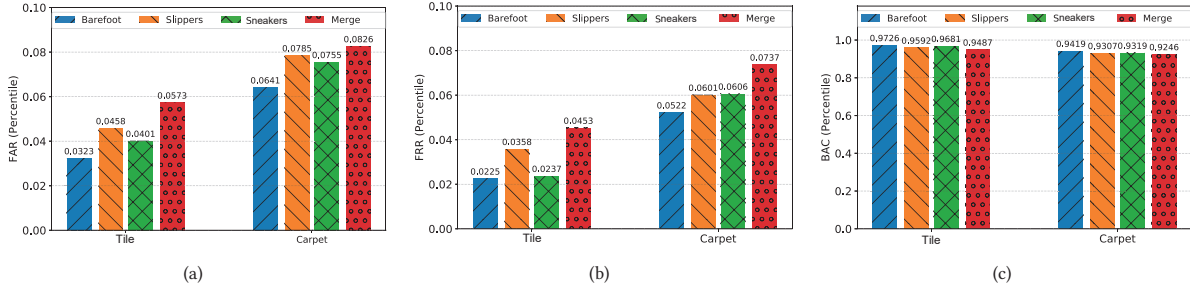 Barefoot Slippers Sneakers Merge
FAR (Percentile)
0.10
0.08
0.06
0.04
0.02
0.00
0.0323 0.0458 0.0401 0.0573
0.0641 0.0785 0.0755 0.0826
Tile Carpet
(a)
Barefoot Slippers Sneakers Merge
FRR (Percentile)
0.10
0.08
0.06
0.04
0.02
0.00
0.0225 0.0358 0.0237 0.0453
0.0522 0.0601 0.0606 0.0737
Tile Carpet
(b)
Barefoot Slippers Sneakers Merge
BAC (Percentile)
1.0
0.8
0.6
0.4
0.2
0.0
0.9726 0.9592 0.9681 0.9487
0.9419 0.9307 0.9319 0.9246
Tile Carpet
(c)